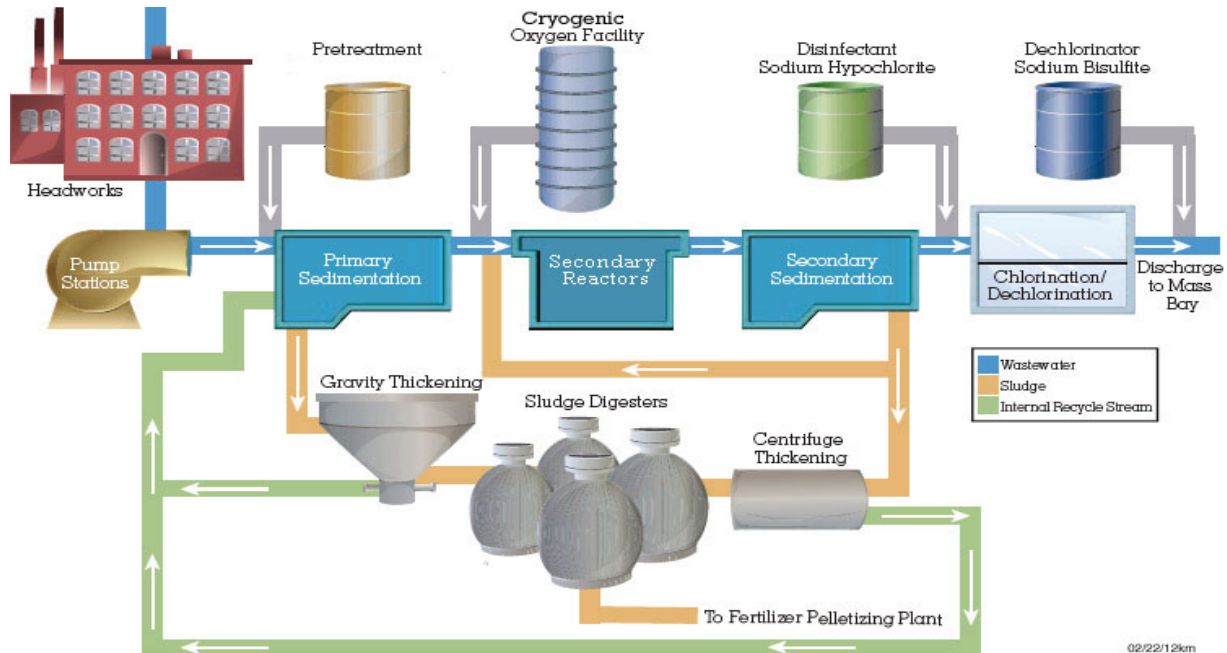 Cryogenic
Oxygen Facility
Pretreatment
Disinfectant
Sodium Hypochlorite
Dechlorinator
Sodium Bisulfite
Headworks
Pump
Stations
Primary
Sedimentation
Secondary
Reactors
Secondary
Sedimentation
Chlorination/
Dechlorination
Discharge
to Mass
Bay
Wastewater
Sludge
Internal Recycle Stream
Gravity Thickening
Sludge Digesters
Centrifuge
Thickening
To Fertilizer Pelletizing Plant
02/22/12km